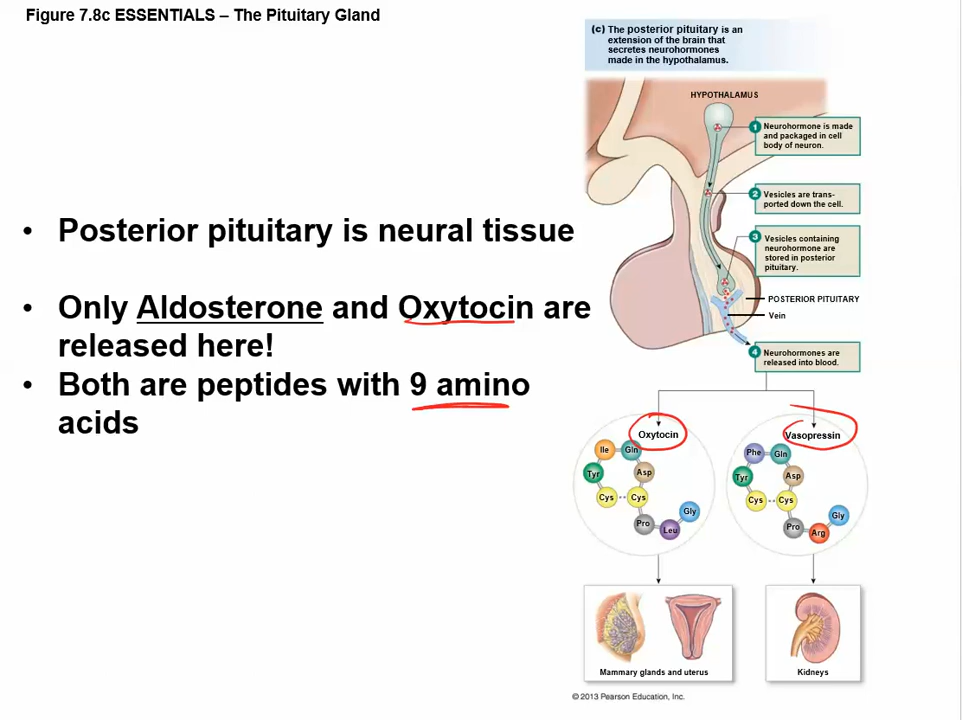 Figure 7.8c ESSENTIALS – The Pituitary Gland
• Posterior pituitary is neural tissue
• Only Aldosterone and Oxytocin are
released here!
• Both are peptides with 9 amino
acids
(c) The posterior pituitary is an
extension of the brain that
secretes neurohormones
made in the hypothalamus.
HYPOTHALAMUS
1 Neurohormone is made
and packaged in cell
body of neuron.
2 Vesicles are trans-
ported down the cell.
3 Vesicles containing
neurohormone are
stored in posterior
pituitary.
POSTERIOR PITUITARY
Vein
4 Neurohormones are
released into blood.
Oxytocin
Ile Gln
Tyr Asp
Cys Cys
Pro Leu Gly
Vasopressin
Phe Gln
Tyr Asp
Cys Cys
Pro Arg Gly
Mammary glands and uterus
Kidneys
© 2013 Pearson Education, Inc.